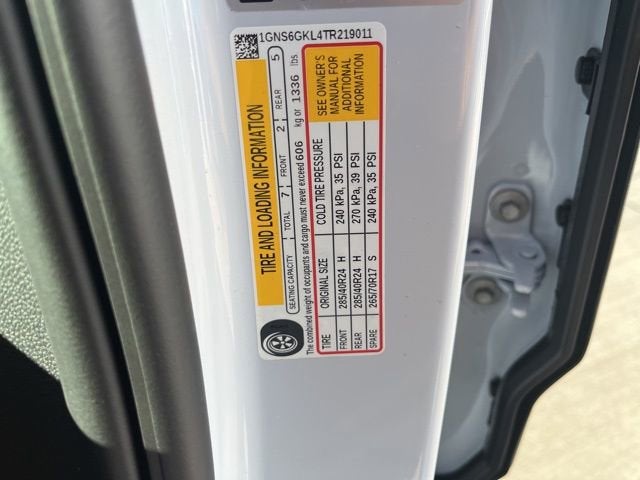 1GNS6GKL4TR219011
TIRE AND LOADING INFORMATION
SEATING CAPACITY TOTAL 7 FRONT 2 REAR 5
The combined weight of occupants and cargo must never exceed 606 kg or 1336 lbs
TIRE ORIGINAL SIZE COLD TIRE PRESSURE
FRONT 285/40R24 H 240 kPa, 35 PSI
REAR 285/40R24 H 270 kPa, 39 PSI
SPARE 265/70R17 S 240 kPa, 35 PSI
SEE OWNER'S
MANUAL FOR
ADDITIONAL
INFORMATION